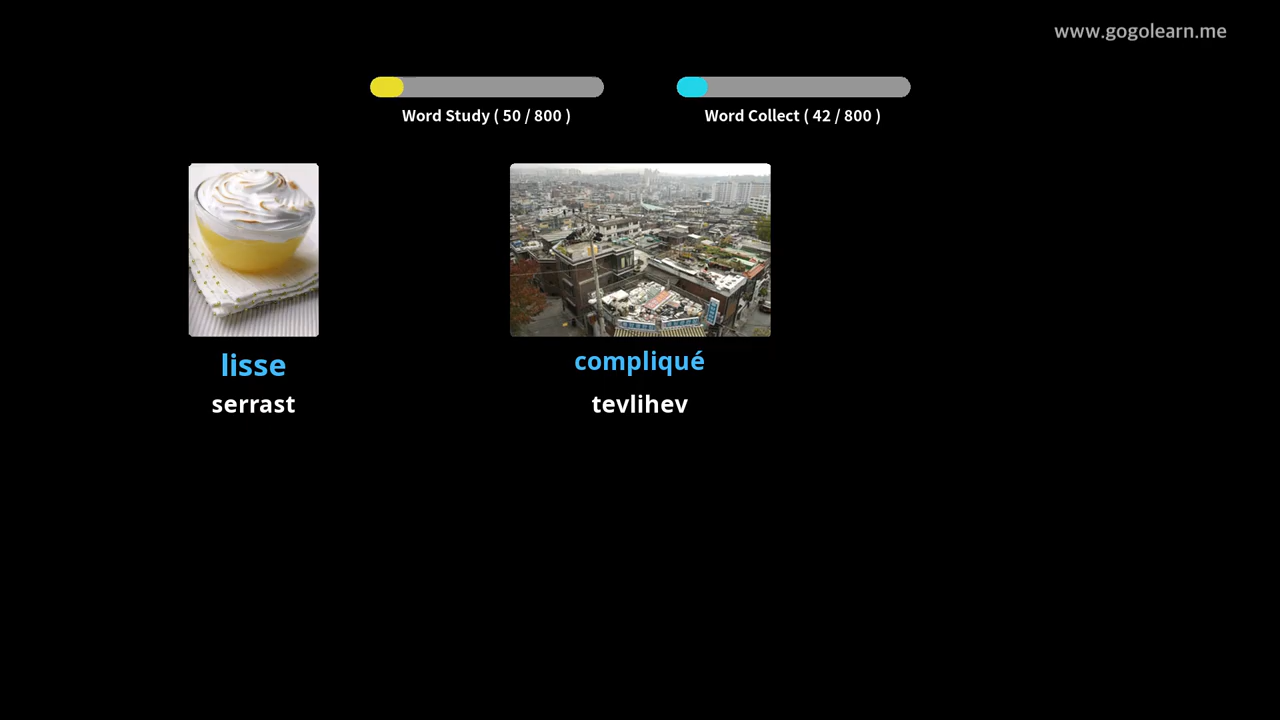 www.gogolearn.me
Word Study ( 50 / 800 )
Word Collect ( 42 / 800 )
lisse
compliqué
serrast
tevlihev